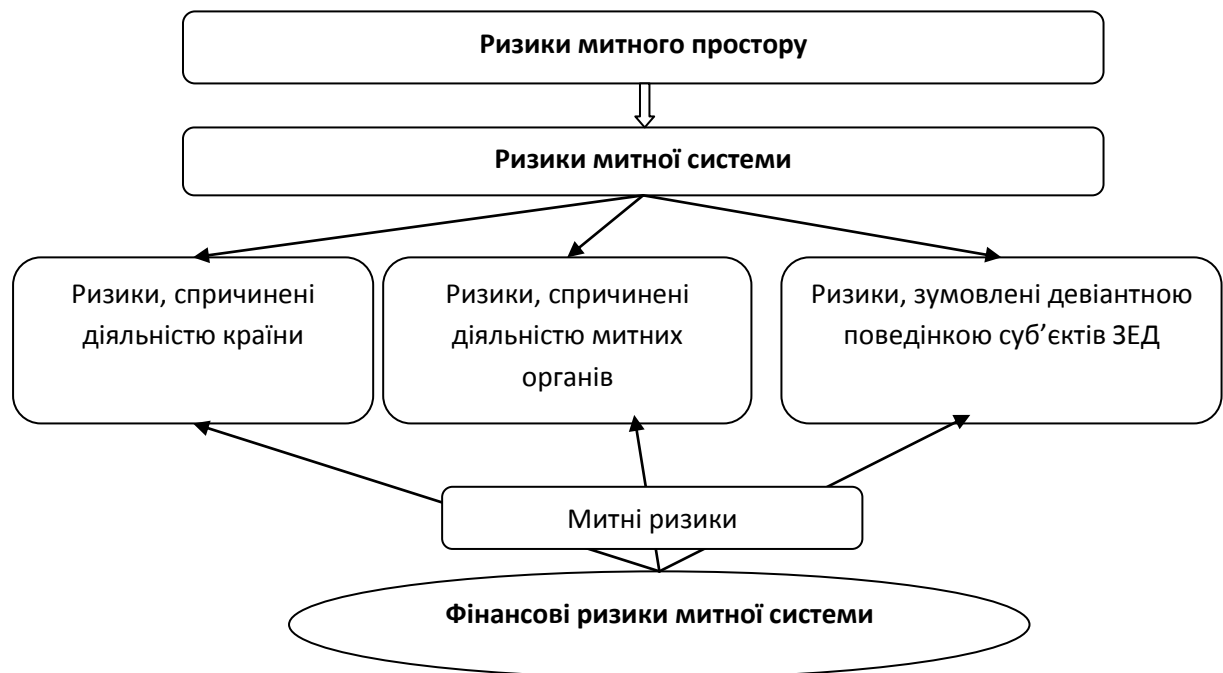 Ризики митного простору
Ризики митної системи
Ризики, спричинені
діяльністю країни
Ризики, спричинені
діяльністю митних
органів
Ризики, зумовлені девіантною
поведінкою суб’єктів ЗЕД
Митні ризики
Фінансові ризики митної системи